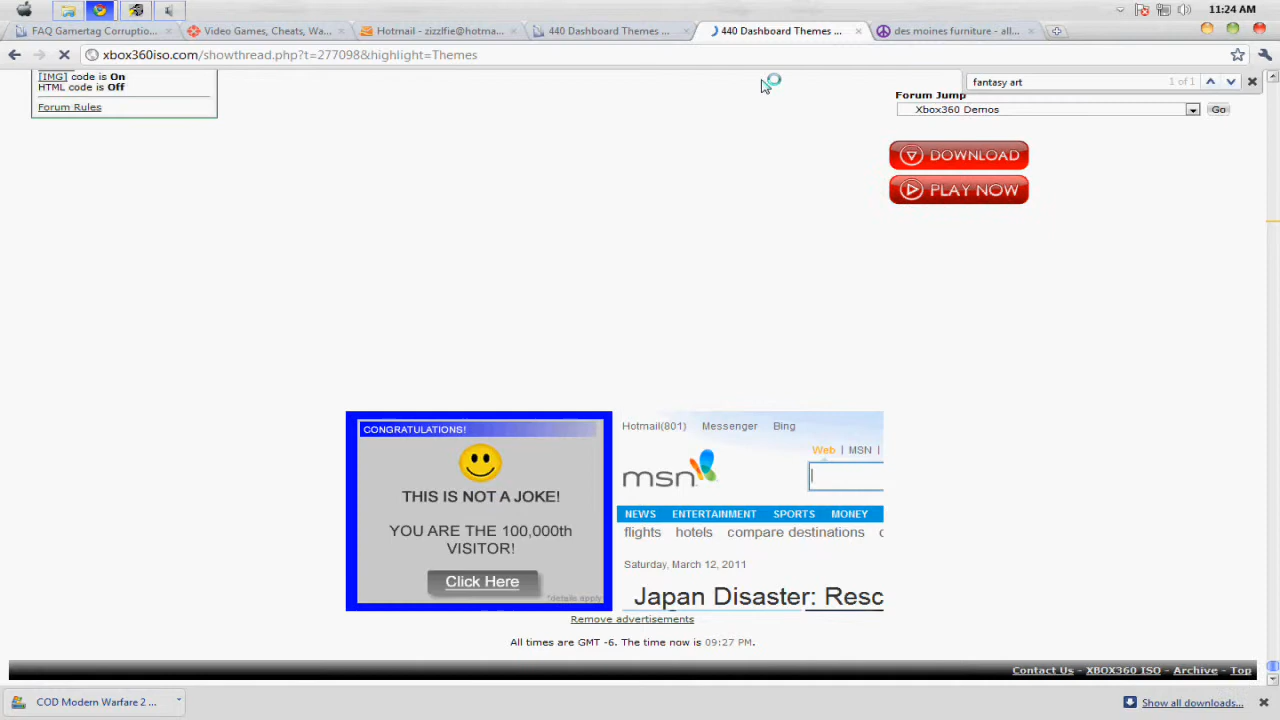 11:24 AM
FAQ Gamertag Corruptio...
Video Games, Cheats, Wa...
Hotmail - zizzlfie@hotma...
440 Dashboard Themes ...
440 Dashboard Themes ...
des moines furniture - all...
xbox360iso.com/showthread.php?t=277098&highlight=Themes
fantasy art
1 of 1
[IMG] code is On
HTML code is Off
Forum Rules
Forum Jump
Xbox360 Demos
Go
DOWNLOAD
PLAY NOW
CONGRATULATIONS!
THIS IS NOT A JOKE!
YOU ARE THE 100,000th
VISITOR!
Click Here
*details apply
Hotmail(801) Messenger Bing
Web | MSN |
msn
NEWS ENTERTAINMENT SPORTS MONEY
flights hotels compare destinations c
Saturday, March 12, 2011
Japan Disaster: Resc
Remove advertisements
All times are GMT -6. The time now is 09:27 PM.
Contact Us - XBOX360 ISO - Archive - Top
COD Modern Warfare 2 ...
Show all downloads...